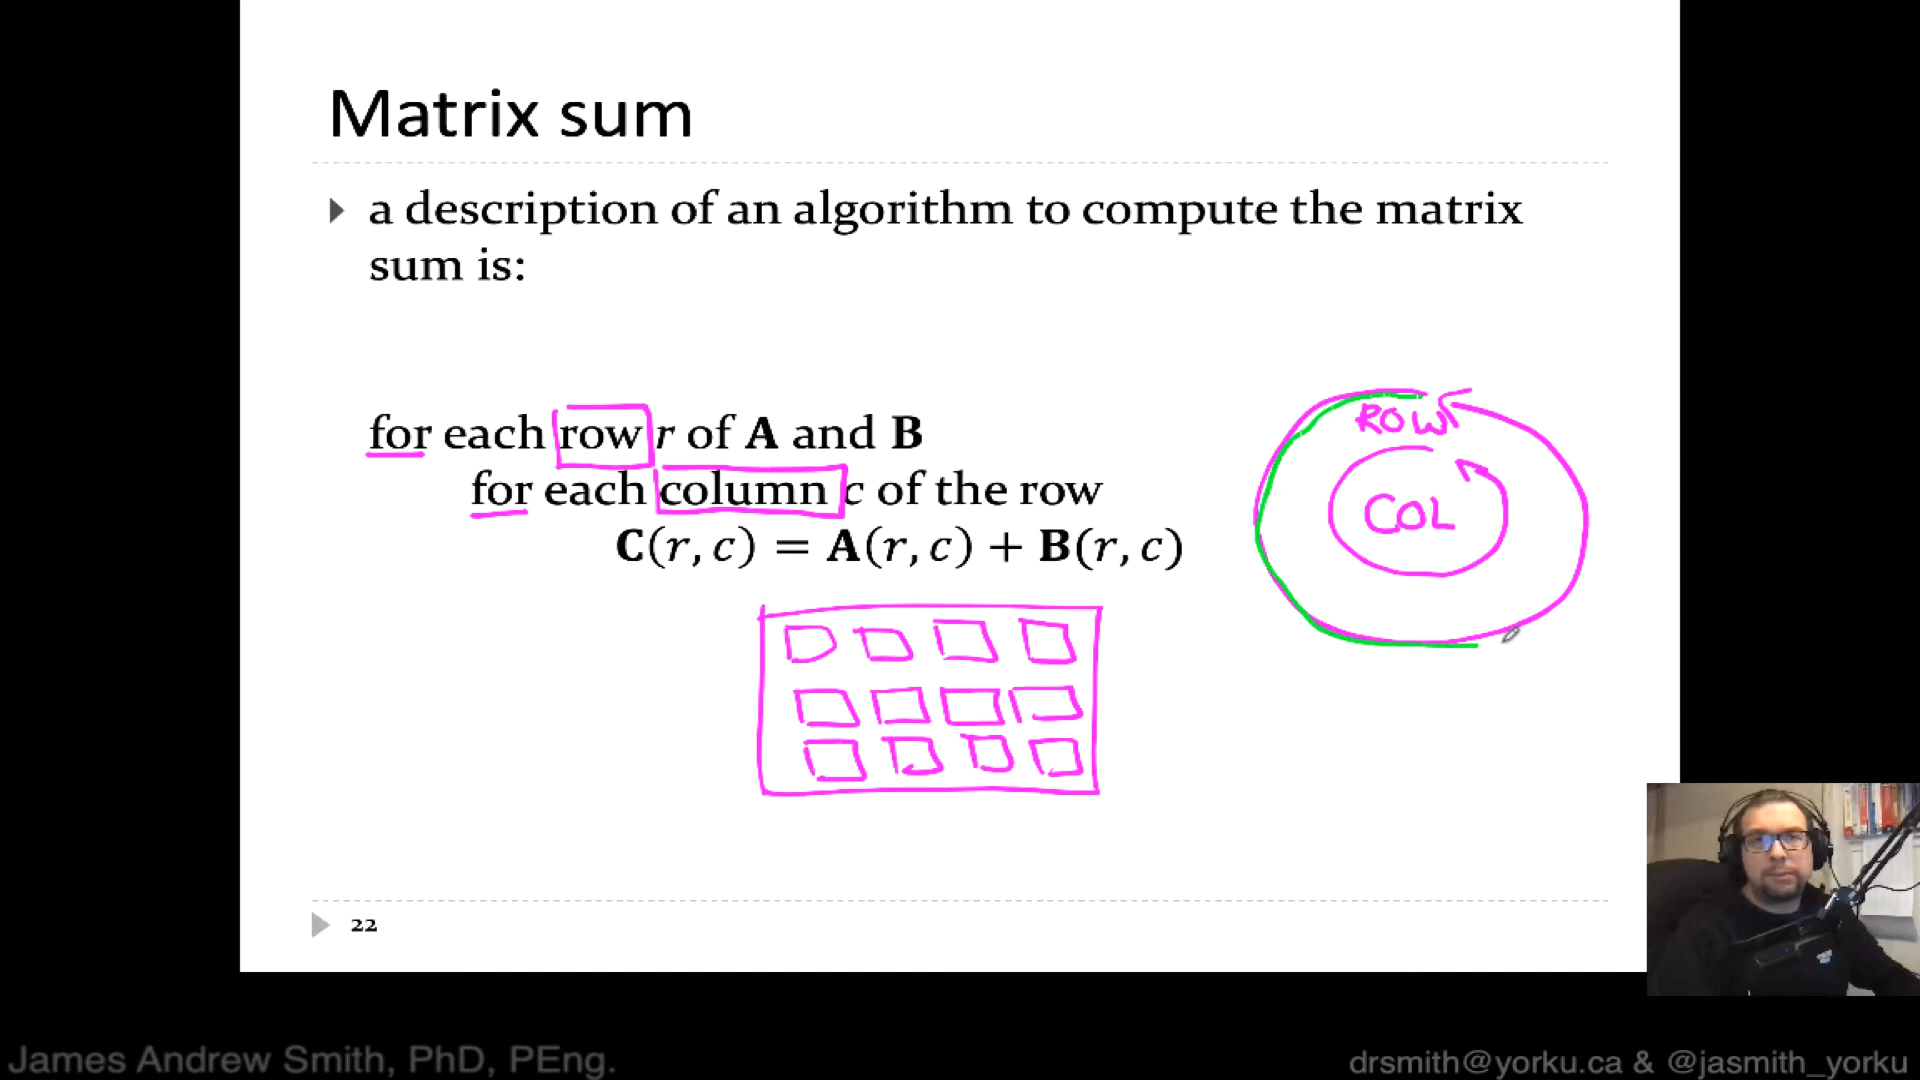 Matrix sum
a description of an algorithm to compute the matrix
sum is:
for each row r of A and B
for each column c of the row
C(r, c) = A(r, c) + B(r, c)
ROW
COL
22
James Andrew Smith, PhD, PEng.
drsmith@yorku.ca & @jasmith_yorku